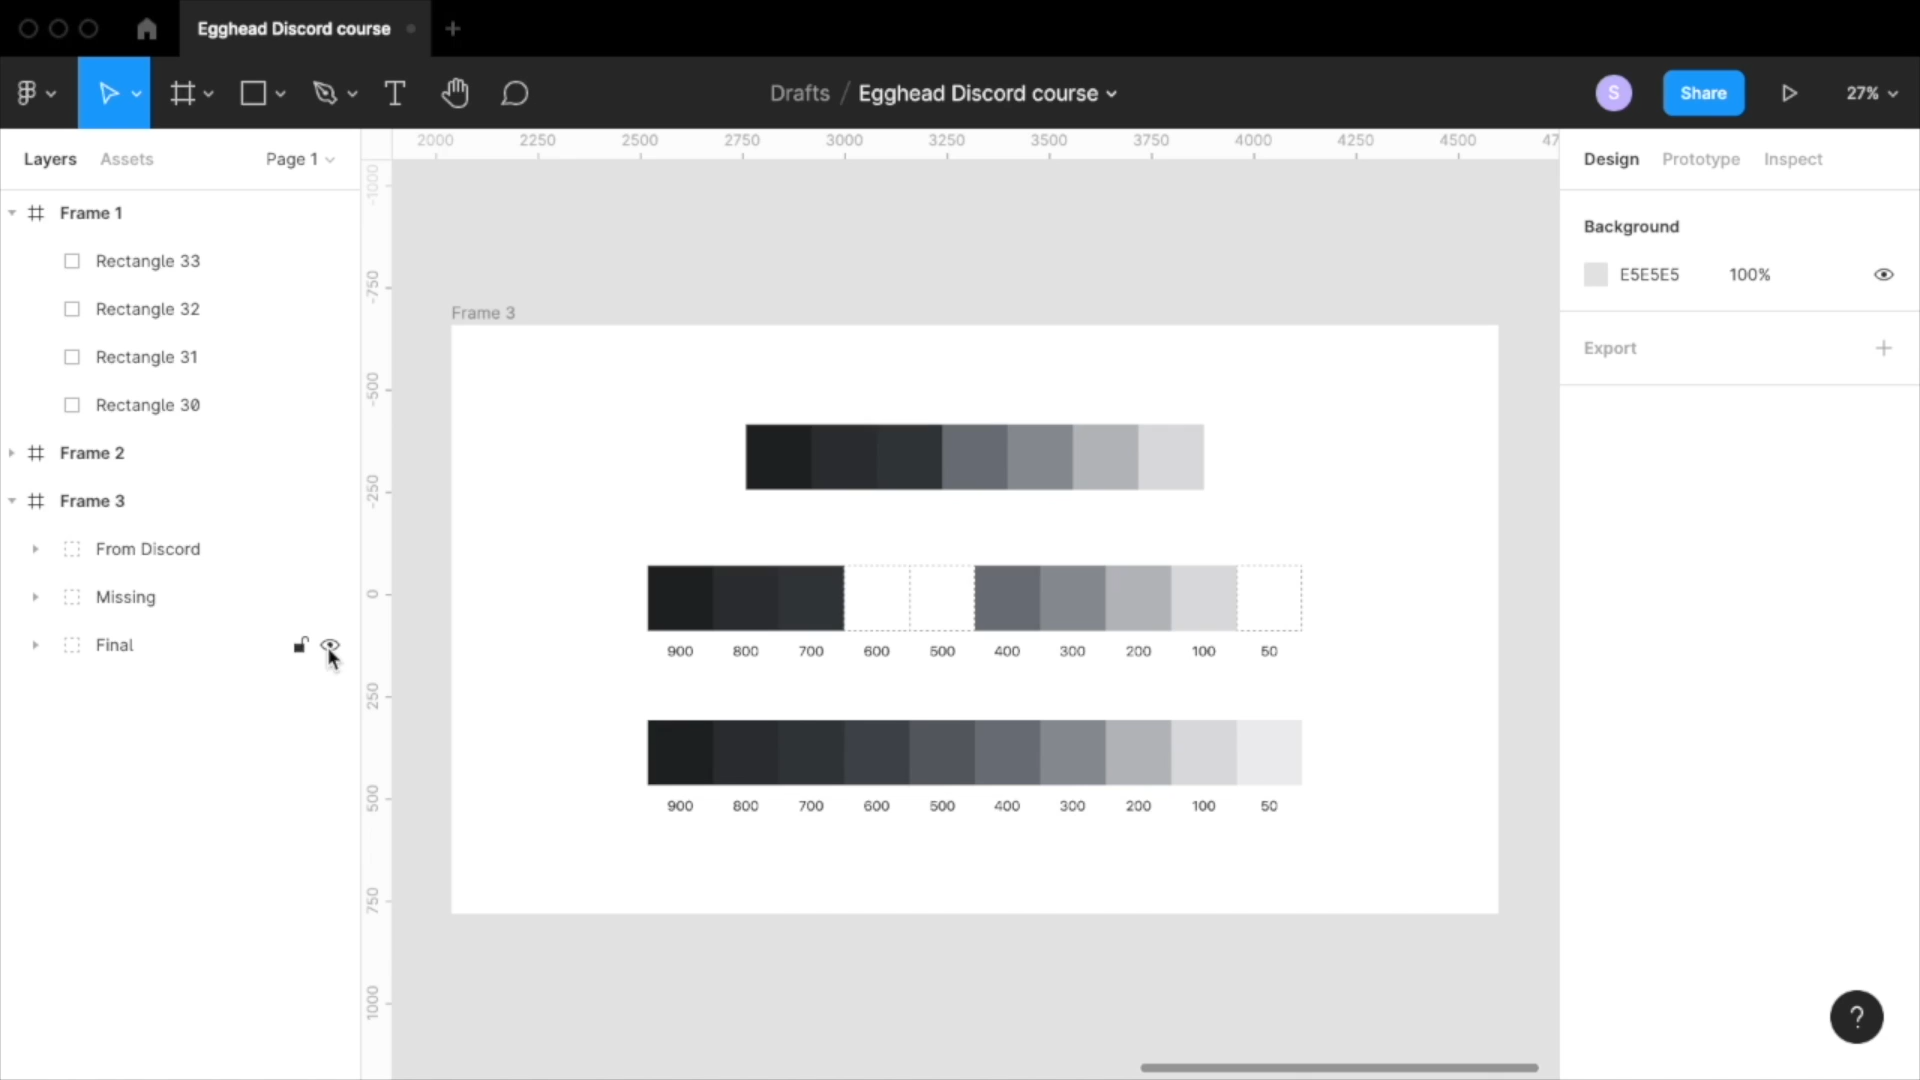 Egghead Discord course
Drafts / Egghead Discord course
S
Share
27%
Layers Assets Page 1
2000 2250 2500 2750 3000 3250 3500 3750 4000 4250 4500 47
Design Prototype Inspect
-1000
-750
-500
-250
0
250
500
750
1000
Frame 1
Rectangle 33
Rectangle 32
Rectangle 31
Rectangle 30
Frame 2
Frame 3
From Discord
Missing
Final
Frame 3
900 800 700 600 500 400 300 200 100 50
900 800 700 600 500 400 300 200 100 50
Background
E5E5E5 100%
Export
?